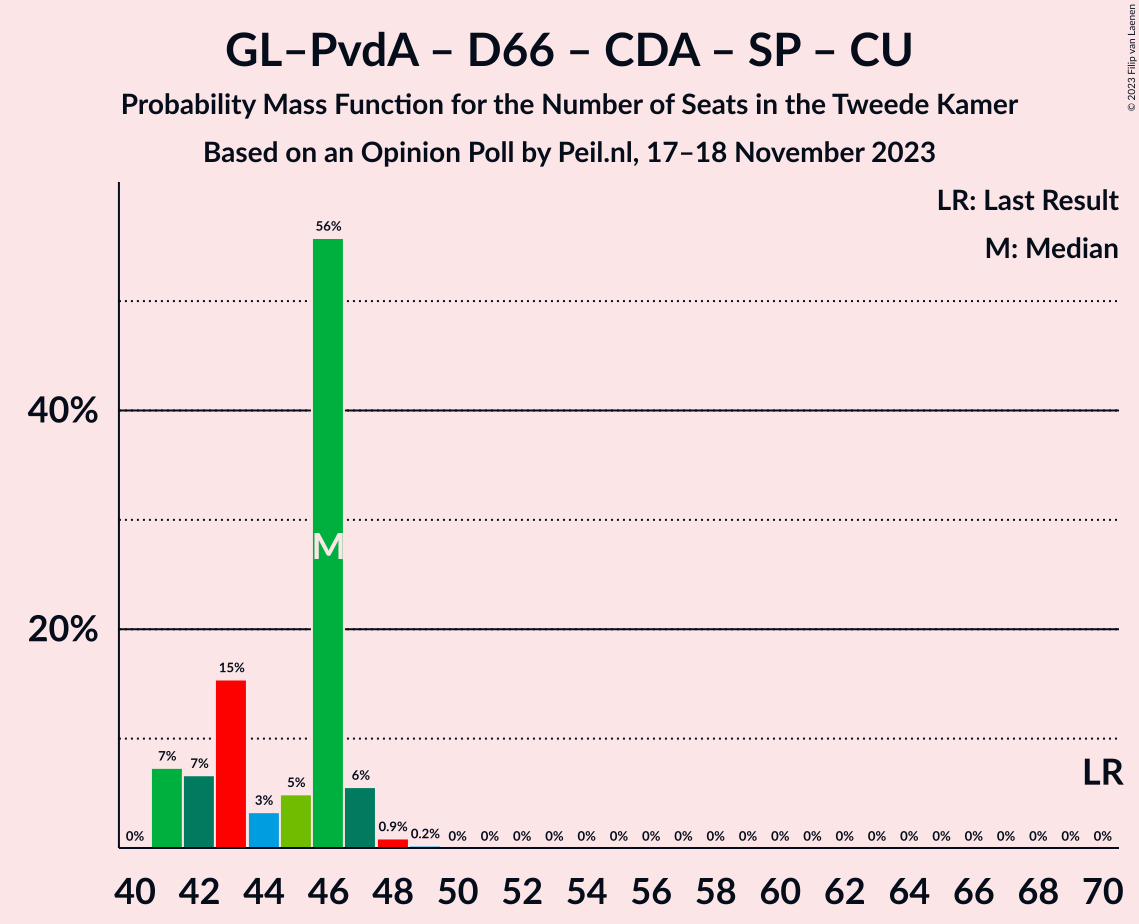 GL–PvdA – D66 – CDA – SP – CU
Probability Mass Function for the Number of Seats in the Tweede Kamer
Based on an Opinion Poll by Peil.nl, 17–18 November 2023
© 2023 Filip van Laenen
LR: Last Result
M: Median
56%
40%
M
20%
15%
LR
7%
7%
6%
5%
3%
0.9%
0.2%
0% 0% 0% 0% 0% 0% 0% 0% 0% 0% 0% 0% 0% 0% 0% 0% 0% 0% 0% 0% 0% 0%
40 42 44 46 48 50 52 54 56 58 60 62 64 66 68 70